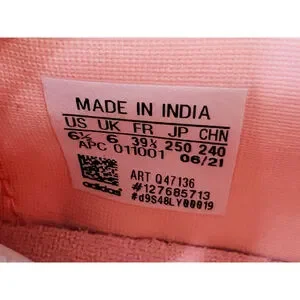 MADE IN INDIA
US UK FR JP CHN
6½ 6 39⅓ 250 240
APC 011001 06/21
adidas
ART Q47136
#127685713
#d9S48LY00019